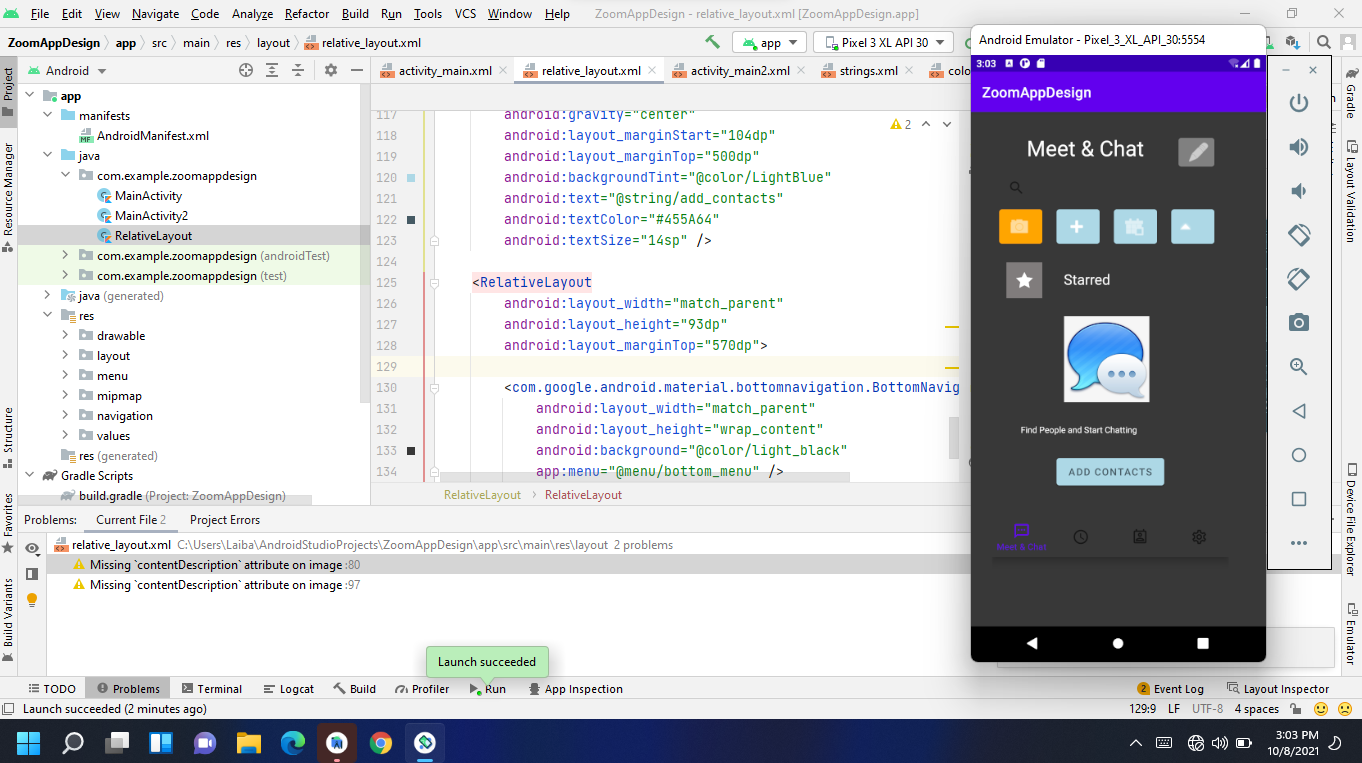 File Edit View Navigate Code Analyze Refactor Build Run Tools VCS Window Help ZoomAppDesign - relative_layout.xml [ZoomAppDesign.app]
ZoomAppDesign app src main res layout relative_layout.xml app Pixel 3 XL API 30
Android
activity_main.xml relative_layout.xml activity_main2.xml strings.xml
Project
Resource Manager
Structure
Favorites
Build Variants
app
manifests
AndroidManifest.xml
java
com.example.zoomappdesign
MainActivity
MainActivity2
RelativeLayout
com.example.zoomappdesign (androidTest)
com.example.zoomappdesign (test)
java (generated)
res
drawable
layout
menu
mipmap
navigation
values
res (generated)
Gradle Scripts
build.gradle (Project: ZoomAppDesign)
2
117 android:gravity="center"
118 android:layout_marginStart="104dp"
119 android:layout_marginTop="500dp"
120 android:backgroundTint="@color/LightBlue"
121 android:text="@string/add_contacts"
122 android:textColor="#455A64"
123 android:textSize="14sp" />
124
125 <RelativeLayout
126 android:layout_width="match_parent"
127 android:layout_height="93dp"
128 android:layout_marginTop="570dp">
129
130 <com.google.android.material.bottomnavigation.BottomNavig
131 android:layout_width="match_parent"
132 android:layout_height="wrap_content"
133 android:background="@color/light_black"
134 app:menu="@menu/bottom_menu" />
RelativeLayout RelativeLayout
Android Emulator - Pixel_3_XL_API_30:5554
3:03
ZoomAppDesign
Meet & Chat
Starred
Find People and Start Chatting
ADD CONTACTS
Meet & Chat
Gradle
Layout Validation
Device File Explorer
Emulator
Problems: Current File 2 Project Errors
relative_layout.xml C:\Users\Laiba\AndroidStudioProjects\ZoomAppDesign\app\src\main\res\layout 2 problems
Missing `contentDescription` attribute on image :80
Missing `contentDescription` attribute on image :97
Launch succeeded
TODO Problems Terminal Logcat Build Profiler Run App Inspection 2 Event Log Layout Inspector
Launch succeeded (2 minutes ago) 129:9 LF UTF-8 4 spaces
3:03 PM
10/8/2021